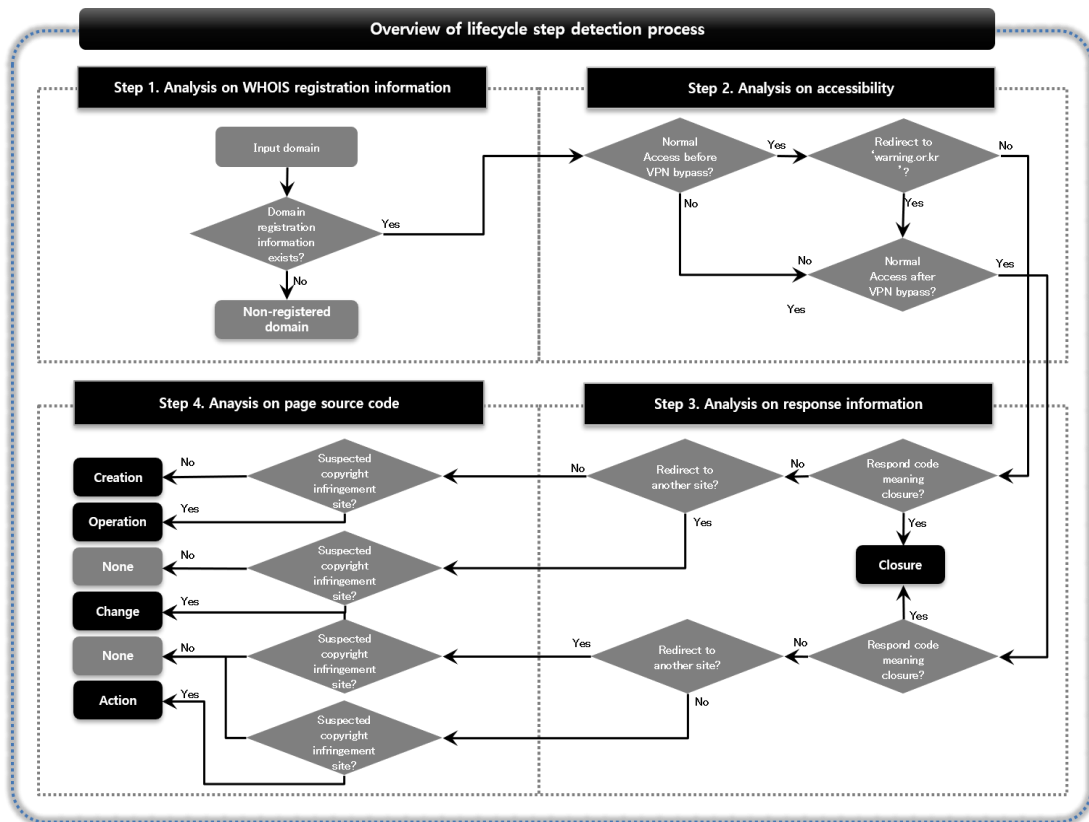 Overview of lifecycle step detection process
Step 1. Analysis on WHOIS registration information
Input domain
Domain
registration
information
exists?
Yes
No
Non-registered
domain
Step 2. Analysis on accessibility
Normal
Access before
VPN bypass?
Yes
No
Redirect to
‘warning.or.kr
’?
No
Yes
No
Normal
Access after
VPN bypass?
Yes
Yes
Step 3. Analysis on response information
Respond code
meaning
closure?
No
Yes
Redirect to
another site?
No
Yes
Closure
Yes
Respond code
meaning
closure?
No
Redirect to
another site?
Yes
No
Step 4. Anaysis on page source code
Suspected
copyright
infringement
site?
No
Creation
Yes
Operation
Suspected
copyright
infringement
site?
No
None
Yes
Change
Suspected
copyright
infringement
site?
No
None
Yes
Action
Suspected
copyright
infringement
site?